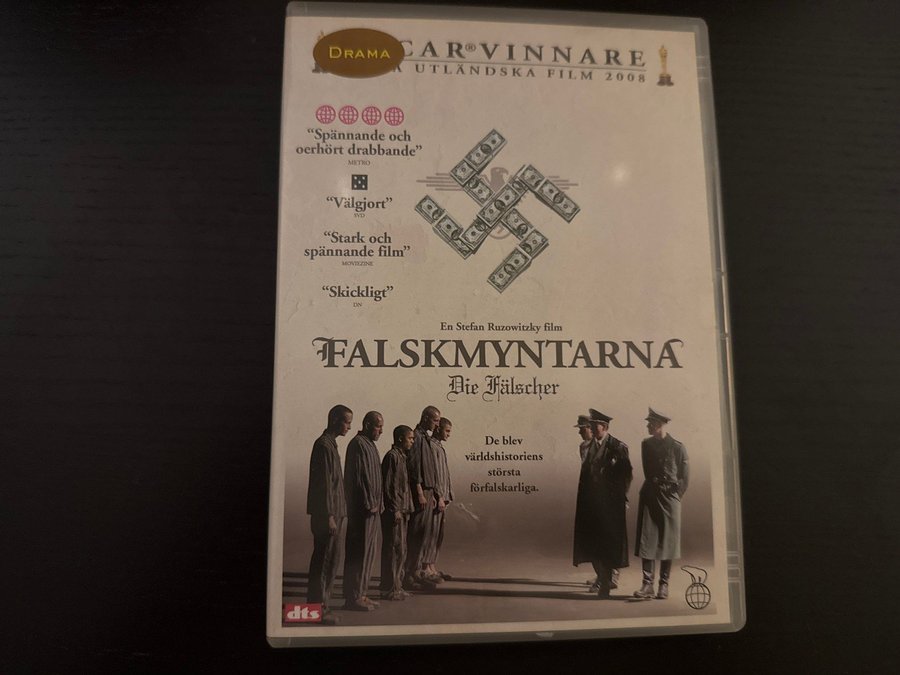 DRAMA
CAR® VINNARE
A UTLÄNDSKA FILM 2008
"Spännande och
oerhört drabbande"
METRO
"Välgjort"
SVD
"Stark och
spännande film"
MOVIEZINE
"Skickligt"
DN
En Stefan Ruzowitzky film
FALSKMYNTARNA
Die Fälscher
De blev
världshistoriens
största
förfalskarliga.
dts